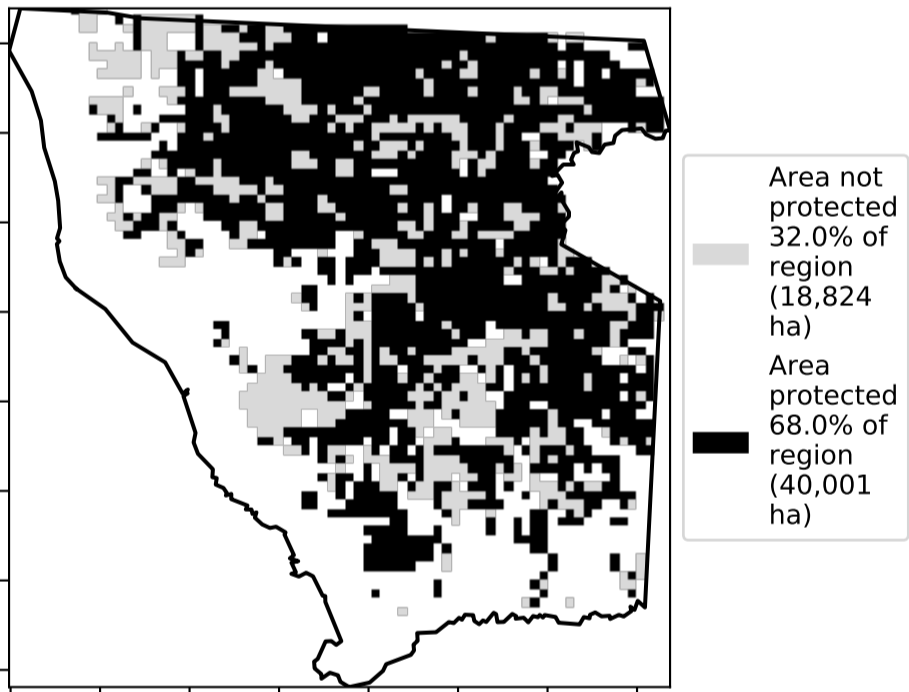 Area not
protected
32.0% of
region
(18,824
ha)
Area
protected
68.0% of
region
(40,001
ha)